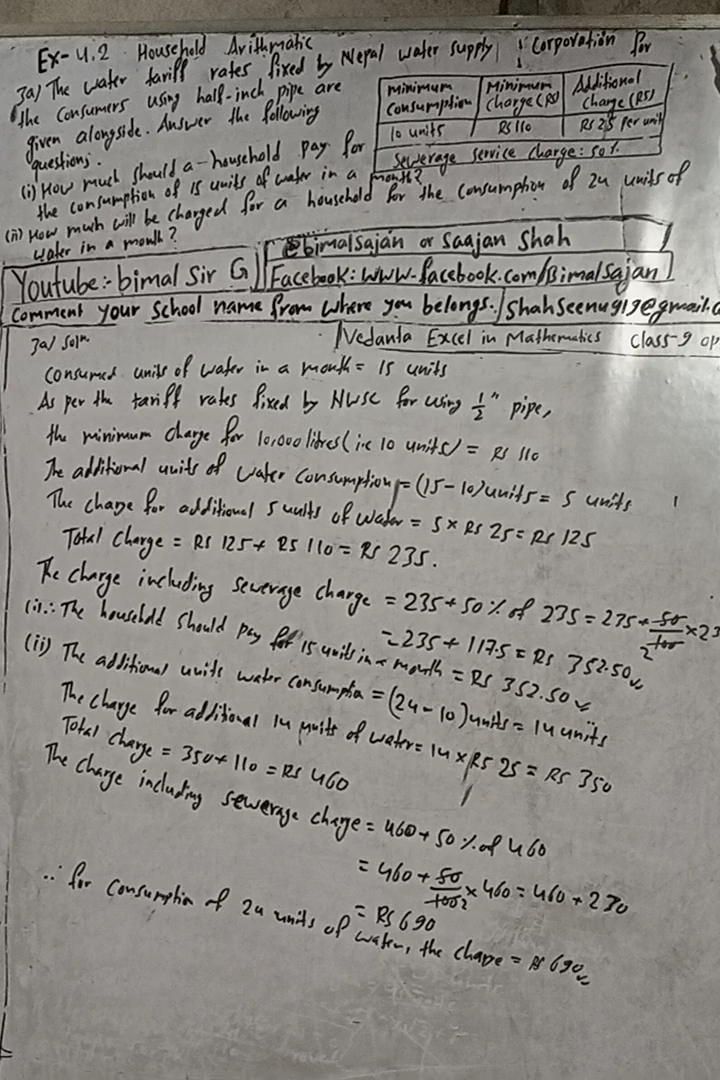 Ex-4.2 Household Arithmatic
3a) The water tariff rates fixed by Nepal water supply Corporation for
the consumers using half-inch pipe are
given alongside. Answer the following
questions.
minimum consumption | Minimum charge (RS) | Additional charge (RS)
10 units | RS 110 | RS 25 per unit
Sewerage service charge: 50%
(i) How much should a household pay for
the consumption of 15 units of water in a month?
(ii) How much will be charged for a household for the consumption of 24 units of
water in a month?
@bimalsajan or Saajan Shah
Youtube:- bimal Sir G
Facebook: www.facebook.com/Bimalsajan
Comment your School name from where you belongs. / Shahseenu919@gmail.c
Vedanta Excel in Mathematics Class-9 op
3a) Soln
Consumed units of water in a month = 15 units
As per the tariff rates fixed by NWSC for using 1/2" pipe,
the minimum charge for 10,000 litres (i.e 10 units) = RS 110
The additional units of water consumption = (15-10) units = 5 units
The charge for additional 5 units of water = 5 x RS 25 = RS 125
Total charge = RS 125 + RS 110 = RS 235.
The charge including sewerage charge = 235 + 50% of 235 = 235 + 50/100 x 23
2
= 235 + 117.5 = RS 352.50
(i) ∴ The household should pay for 15 units in a month = RS 352.50
(ii) The additional units water consumption = (24-10) units = 14 units
The charge for additional 14 units of water = 14 x RS 25 = RS 350
Total charge = 350 + 110 = RS 460
The charge including sewerage charge = 460 + 50% of 460
= 460 + 50/100 x 460 = 460 + 230
2
= RS 690
∴ for consumption of 24 units of water, the charge = RS 690